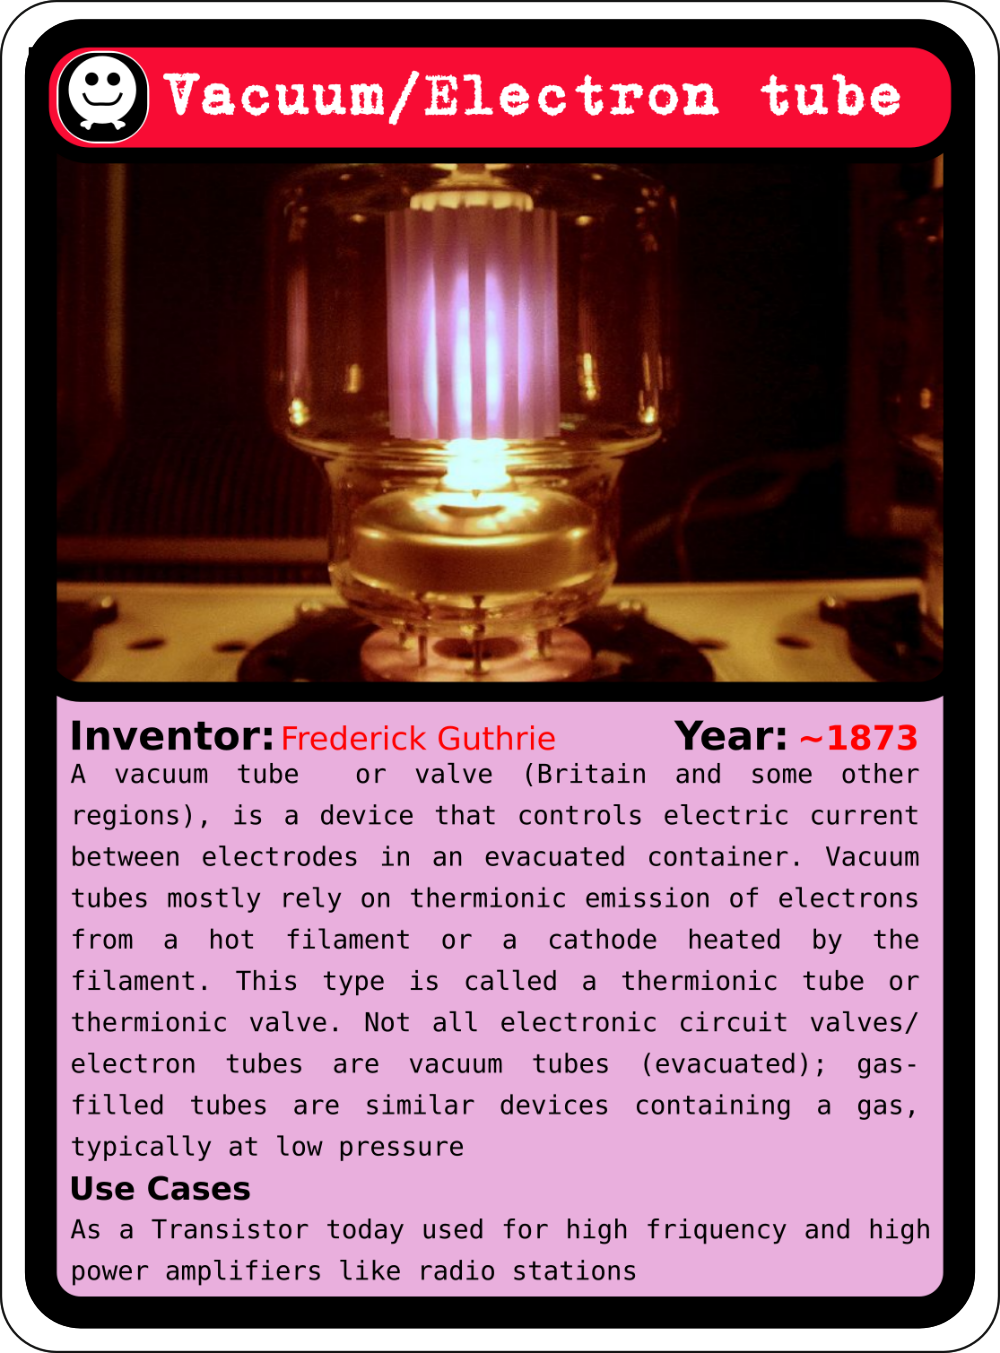 Vacuum/Electron tube
Inventor: Frederick Guthrie Year: ~1873
A vacuum tube or valve (Britain and some other
regions), is a device that controls electric current
between electrodes in an evacuated container. Vacuum
tubes mostly rely on thermionic emission of electrons
from a hot filament or a cathode heated by the
filament. This type is called a thermionic tube or
thermionic valve. Not all electronic circuit valves/
electron tubes are vacuum tubes (evacuated); gas-
filled tubes are similar devices containing a gas,
typically at low pressure
Use Cases
As a Transistor today used for high friquency and high
power amplifiers like radio stations